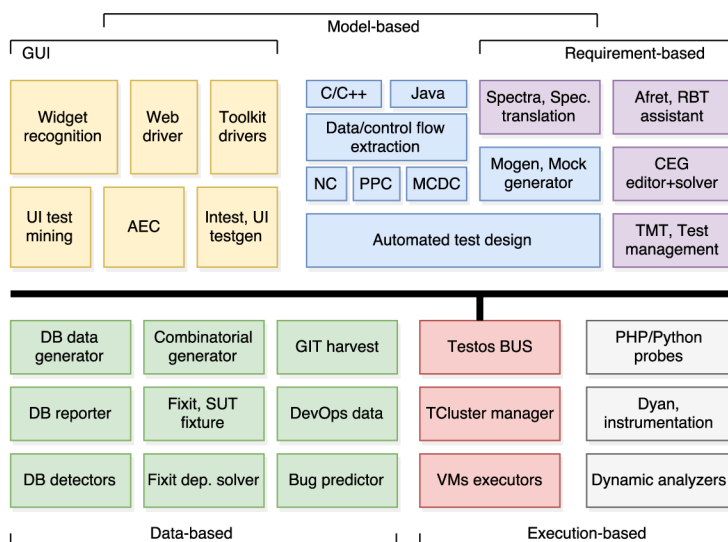 Model-based
GUI
Requirement-based
Widget
recognition
Web
driver
Toolkit
drivers
C/C++
Java
Data/control flow
extraction
NC
PPC
MCDC
Spectra, Spec.
translation
Afret, RBT
assistant
Mogen, Mock
generator
CEG
editor+solver
UI test
mining
AEC
Intest, UI
testgen
Automated test design
TMT, Test
management
DB data
generator
Combinatorial
generator
GIT harvest
Testos BUS
PHP/Python
probes
DB reporter
Fixit, SUT
fixture
DevOps data
TCluster manager
Dyan,
instrumentation
DB detectors
Fixit dep. solver
Bug predictor
VMs executors
Dynamic analyzers
Data-based
Execution-based